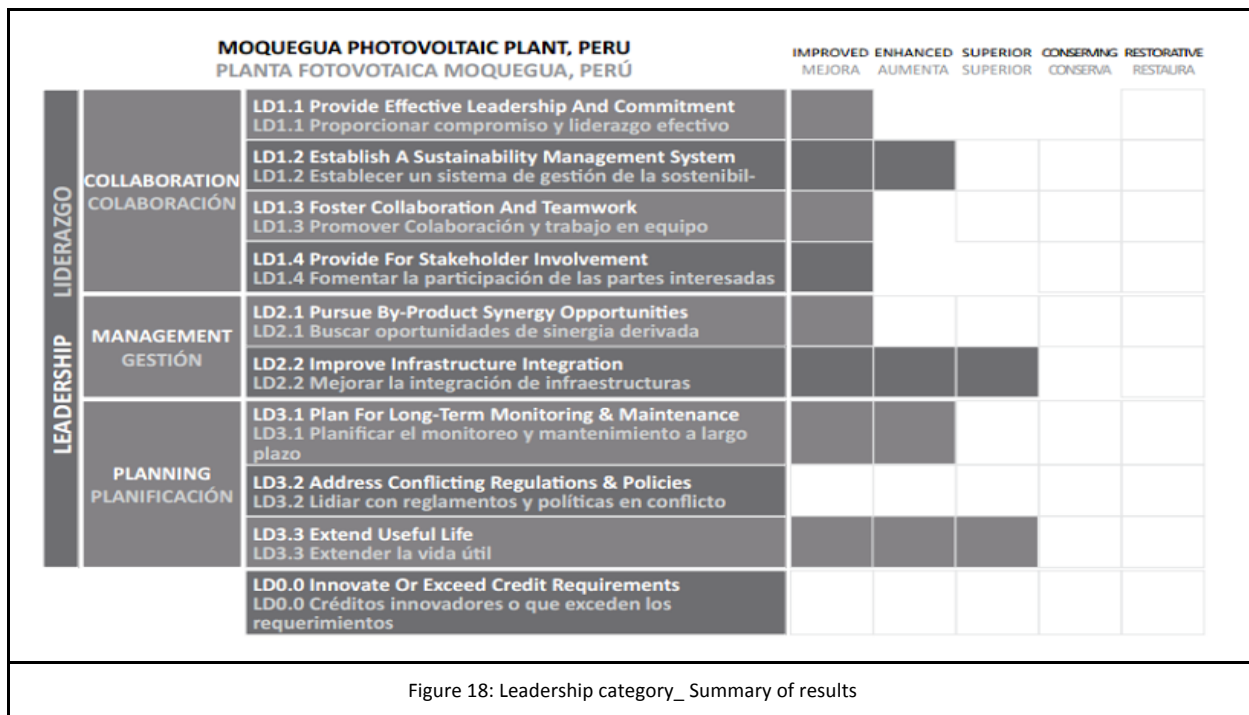 MOQUEGUA PHOTOVOLTAIC PLANT, PERU
PLANTA FOTOVOTAICA MOQUEGUA, PERÚ
IMPROVED ENHANCED SUPERIOR CONSERVING RESTORATIVE
MEJORA AUMENTA SUPERIOR CONSERVA RESTAURA
LEADERSHIP LIDERAZGO
COLLABORATION
COLABORACIÓN
LD1.1 Provide Effective Leadership And Commitment
LD1.1 Proporcionar compromiso y liderazgo efectivo
LD1.2 Establish A Sustainability Management System
LD1.2 Establecer un sistema de gestión de la sostenibil-
LD1.3 Foster Collaboration And Teamwork
LD1.3 Promover Colaboración y trabajo en equipo
LD1.4 Provide For Stakeholder Involvement
LD1.4 Fomentar la participación de las partes interesadas
MANAGEMENT
GESTIÓN
LD2.1 Pursue By-Product Synergy Opportunities
LD2.1 Buscar oportunidades de sinergia derivada
LD2.2 Improve Infrastructure Integration
LD2.2 Mejorar la integración de infraestructuras
PLANNING
PLANIFICACIÓN
LD3.1 Plan For Long-Term Monitoring & Maintenance
LD3.1 Planificar el monitoreo y mantenimiento a largo
plazo
LD3.2 Address Conflicting Regulations & Policies
LD3.2 Lidiar con reglamentos y políticas en conflicto
LD3.3 Extend Useful Life
LD3.3 Extender la vida útil
LD0.0 Innovate Or Exceed Credit Requirements
LD0.0 Créditos innovadores o que exceden los
requerimientos
Figure 18: Leadership category_ Summary of results